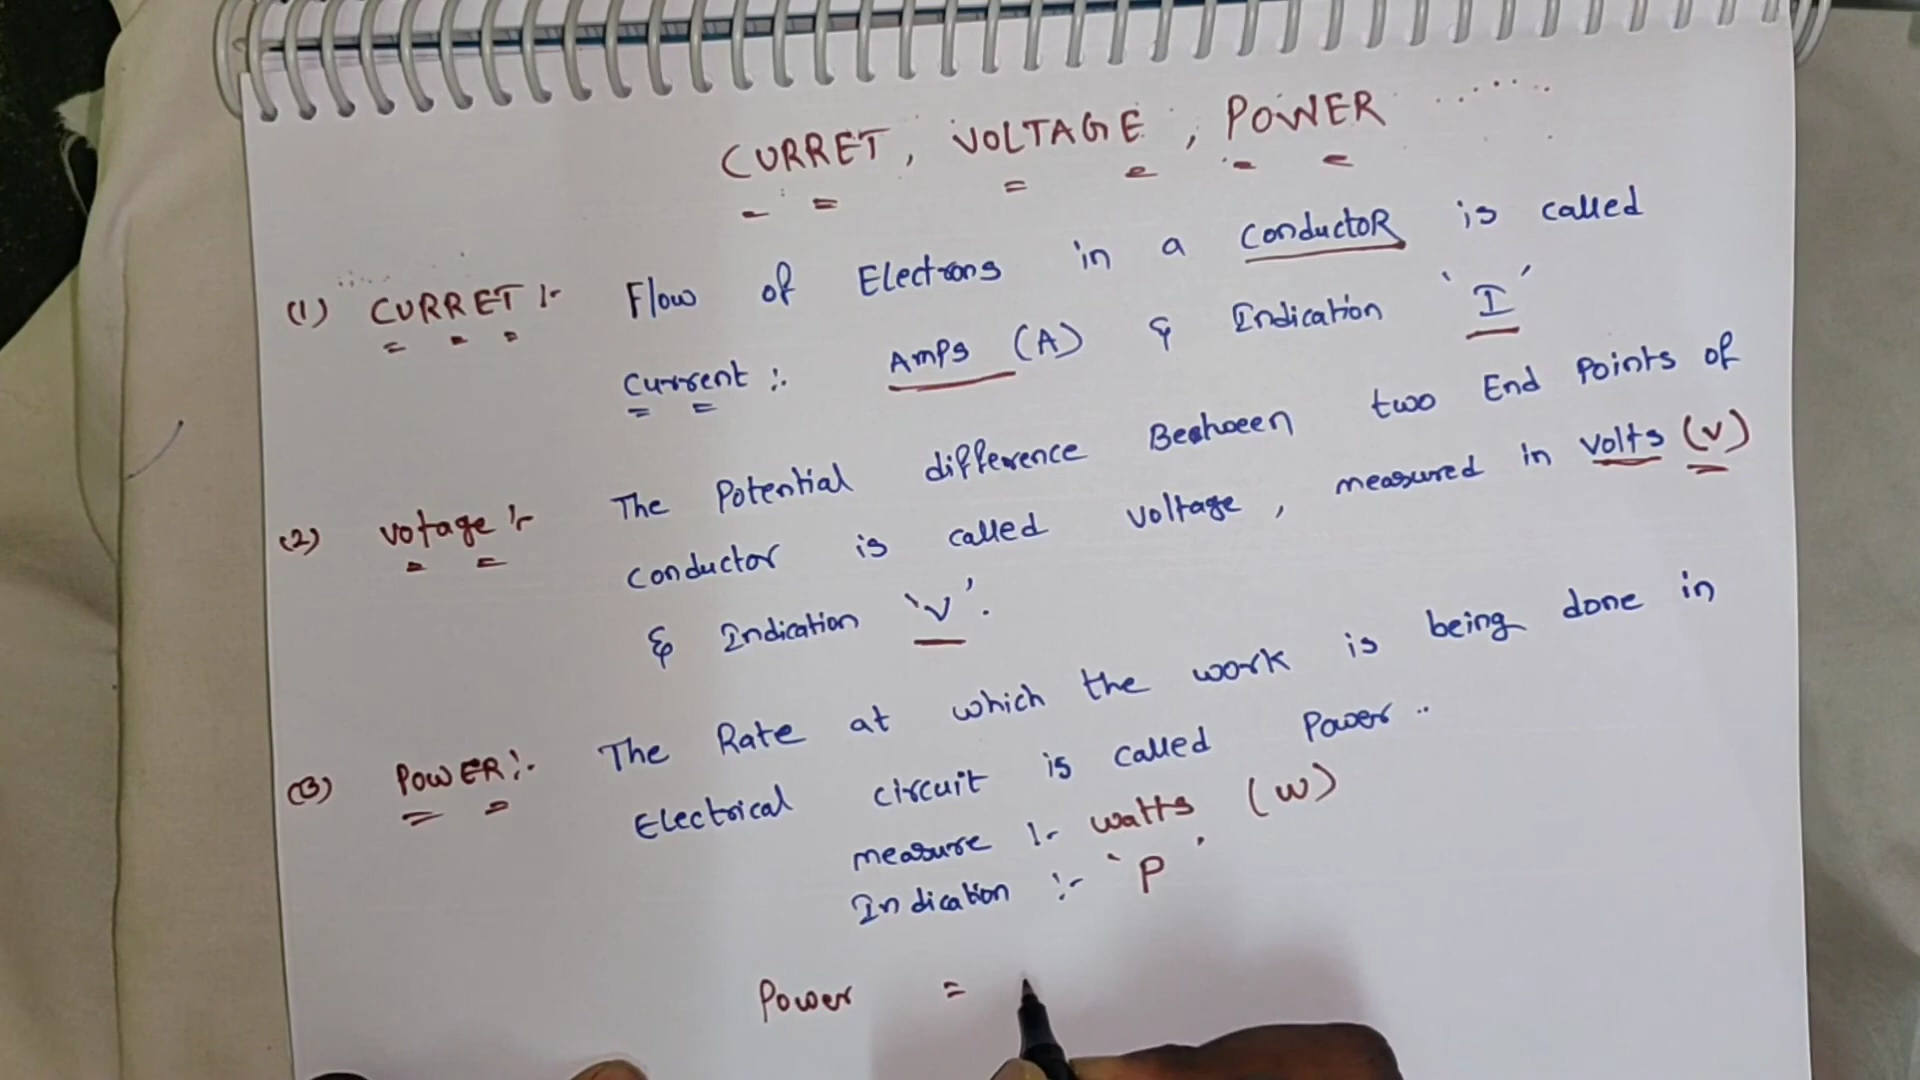 CURRET, VOLTAGE, POWER
(1) CURRET :- Flow of Electrons in a conductoR is called
current :. Amps (A) & Indication 'I'
(2) votage :- The Potential difference Between two End Points of
conductor is called voltage, measured in volts (V)
& Indication 'V'.
(3) POWER :- The Rate at which the work is being done in
Electrical circuit is called Power..
measure :- watts (W)
Indication :- 'P'
Power =